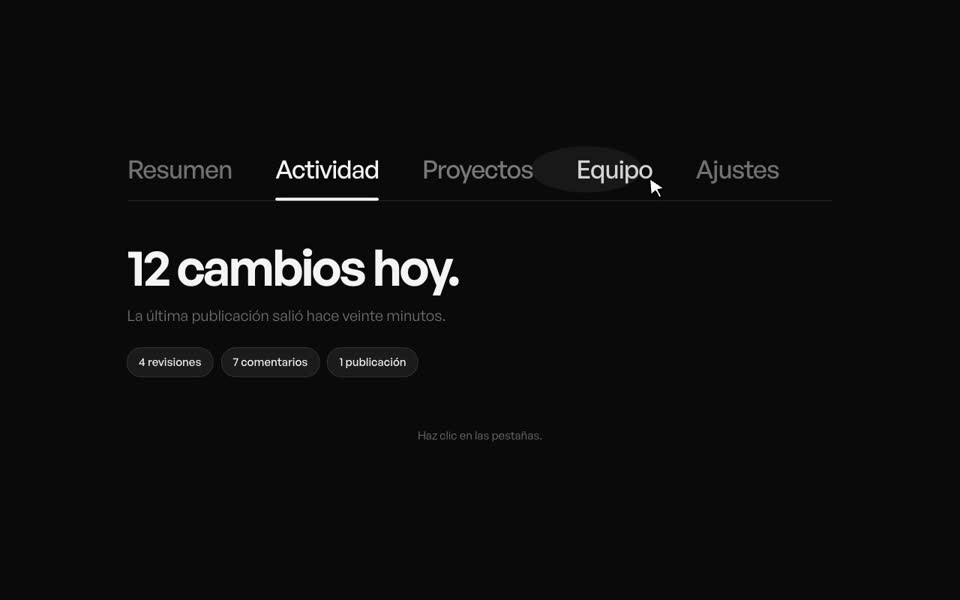 Resumen Actividad Proyectos Equipo Ajustes
12 cambios hoy.
La última publicación salió hace veinte minutos.
4 revisiones 7 comentarios 1 publicación
Haz clic en las pestañas.